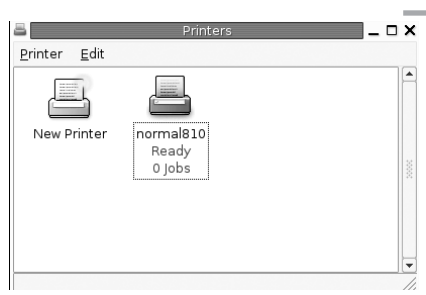 Printers
Printer Edit
New Printer
normal810
Ready
0 Jobs